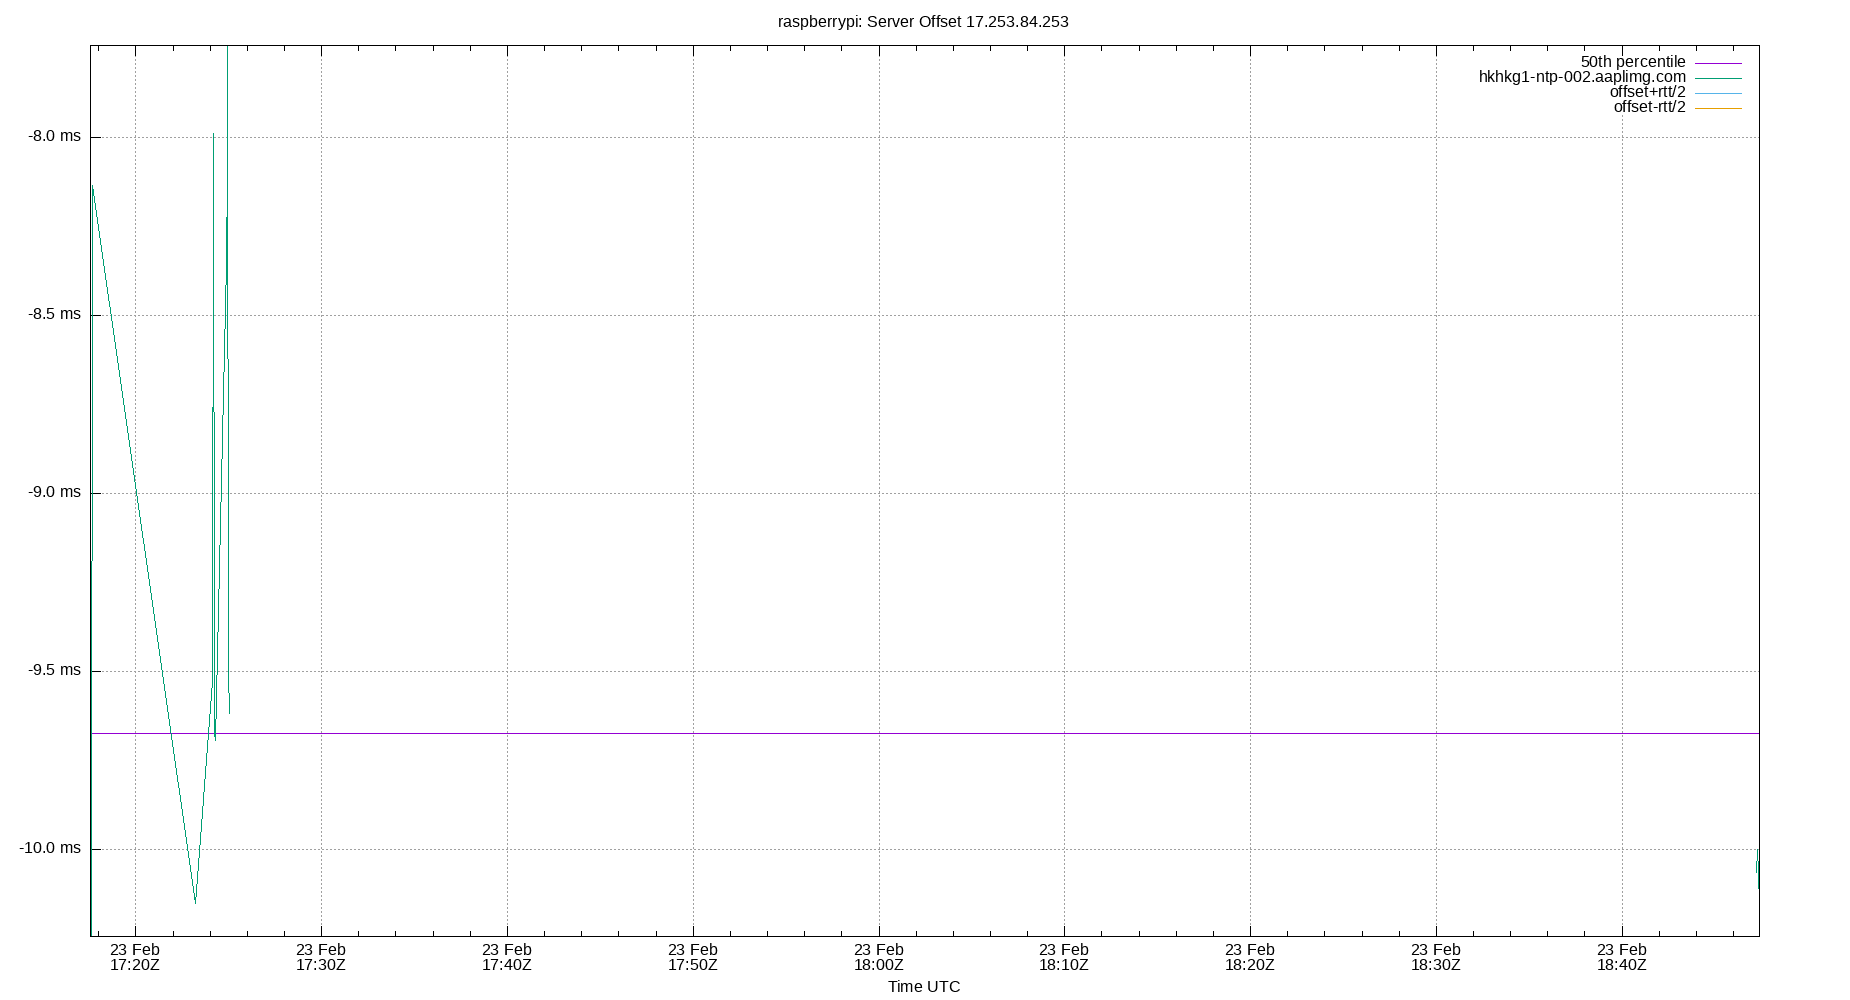 raspberrypi: Server Offset 17.253.84.253
50th percentile
hkhkg1-ntp-002.aaplimg.com
offset+rtt/2
offset-rtt/2
-8.0 ms
-8.5 ms
-9.0 ms
-9.5 ms
-10.0 ms
23 Feb 23 Feb 23 Feb 23 Feb 23 Feb 23 Feb 23 Feb 23 Feb 23 Feb
17:20Z 17:30Z 17:40Z 17:50Z 18:00Z 18:10Z 18:20Z 18:30Z 18:40Z
Time UTC